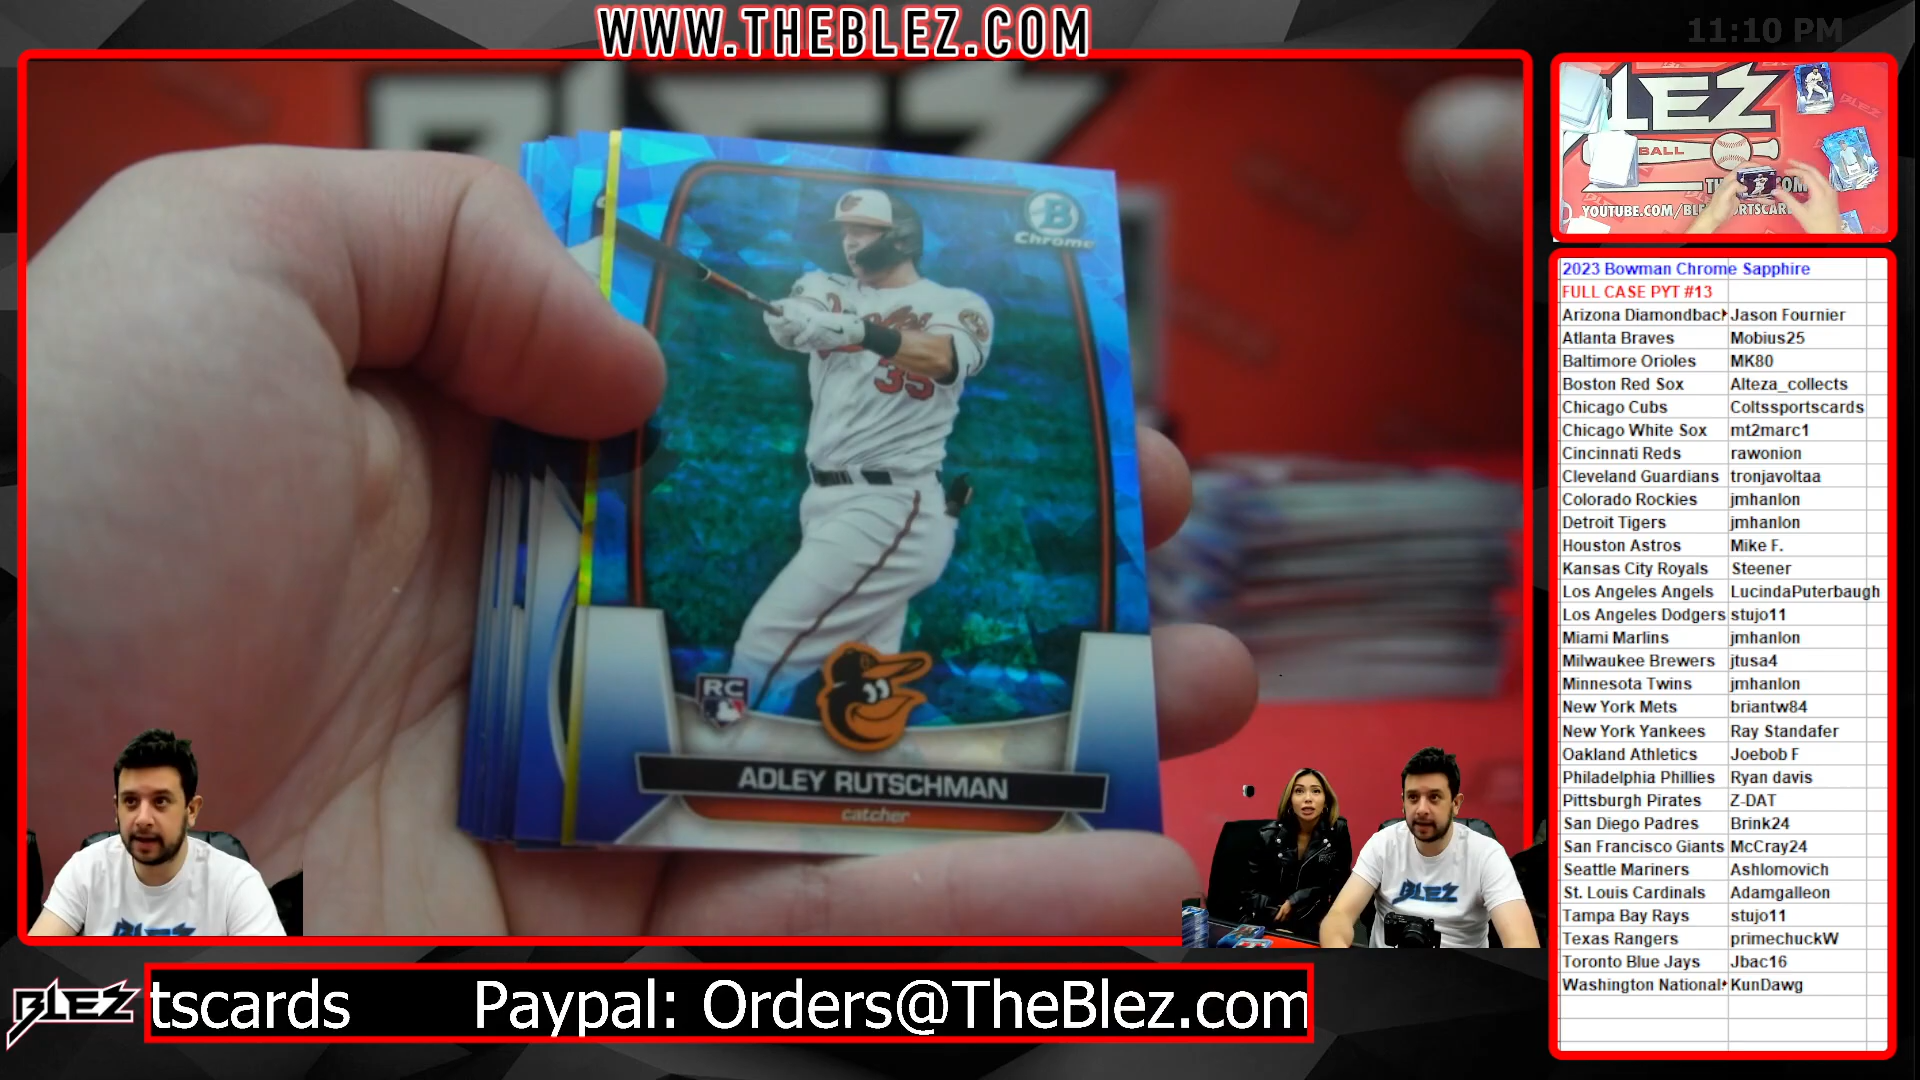 WWW.THEBLEZ.COM
11:10 PM
B
Chrome
35
RC
ADLEY RUTSCHMAN
catcher
LEZ
BALL
YOUTUBE.COM/BLE
2023 Bowman Chrome Sapphire
FULL CASE PYT #13
Arizona Diamondbac Jason Fournier
Atlanta Braves Mobius25
Baltimore Orioles MK80
Boston Red Sox Alteza_collects
Chicago Cubs Coltssportscards
Chicago White Sox mt2marc1
Cincinnati Reds rawonion
Cleveland Guardians tronjavoltaa
Colorado Rockies jmhanlon
Detroit Tigers jmhanlon
Houston Astros Mike F.
Kansas City Royals Steener
Los Angeles Angels LucindaPuterbaugh
Los Angeles Dodgers stujo11
Miami Marlins jmhanlon
Milwaukee Brewers jtusa4
Minnesota Twins jmhanlon
New York Mets briantw84
New York Yankees Ray Standafer
Oakland Athletics Joebob F
Philadelphia Phillies Ryan davis
Pittsburgh Pirates Z-DAT
San Diego Padres Brink24
San Francisco Giants McCray24
Seattle Mariners Ashlomovich
St. Louis Cardinals Adamgalleon
Tampa Bay Rays stujo11
Texas Rangers primechuckW
Toronto Blue Jays Jbac16
Washington National KunDawg
BLEZ
BLEZ
tscards Paypal: Orders@TheBlez.com